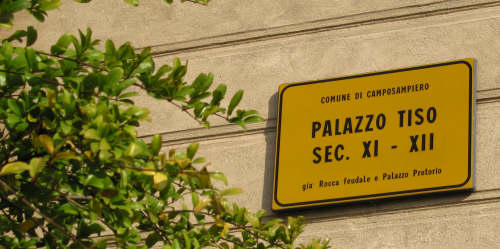 COMUNE DI CAMPOSAMPIERO
PALAZZO TISO
SEC. XI - XII
già Rocca feudale e Palazzo Pretorio